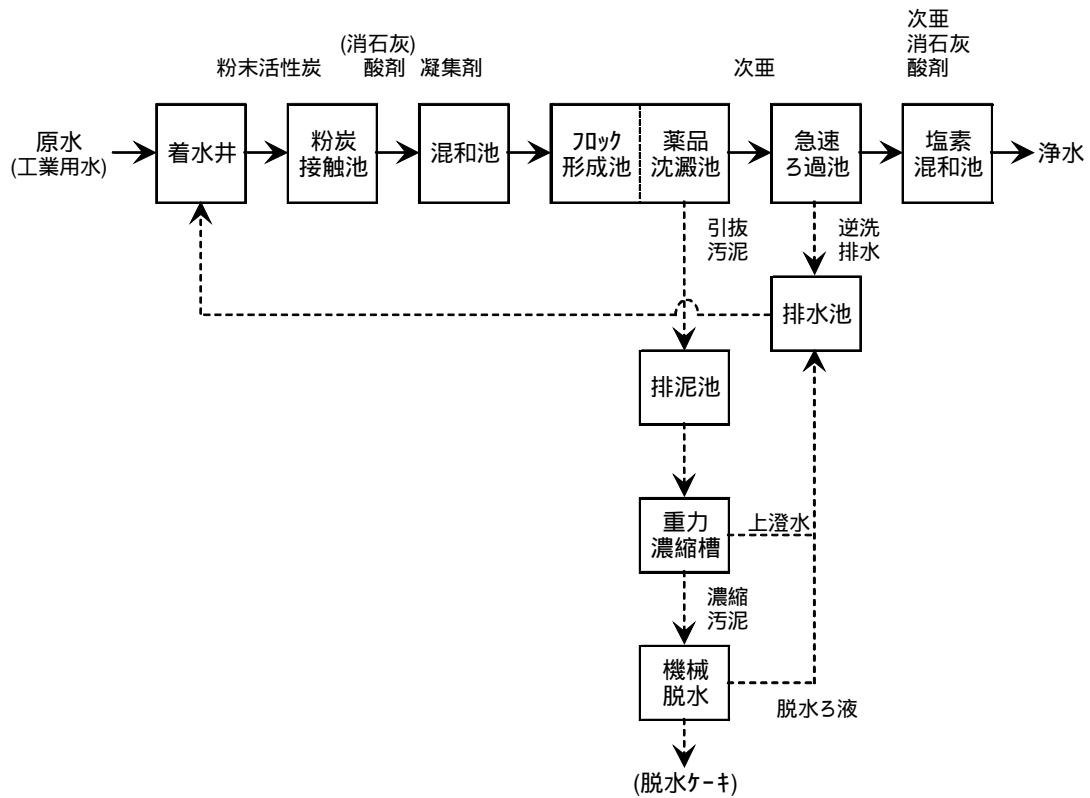 次亜
消石灰
酸剤
(消石灰)
酸剤
粉末活性炭
凝集剤
次亜
原水
(工業用水)
着水井
粉炭
接触池
混和池
フロック
形成池
薬品
沈澱池
急速
ろ過池
塩素
混和池
浄水
引抜
汚泥
逆洗
排水
排水池
排泥池
重力
濃縮槽
上澄水
濃縮
汚泥
機械
脱水
脱水ろ液
(脱水ケーキ)